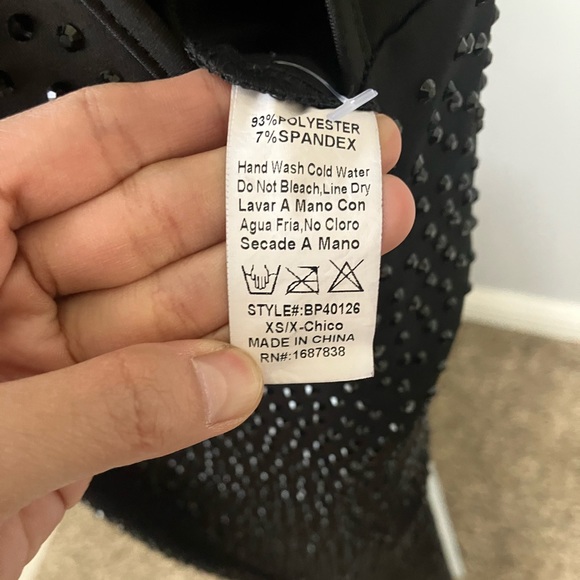 93%POLYESTER
7%SPANDEX
Hand Wash Cold Water
Do Not Bleach,Line Dry
Lavar A Mano Con
Agua Fria,No Cloro
Secade A Mano
STYLE#:BP40126
XS/X-Chico
MADE IN CHINA
RN#:1687838